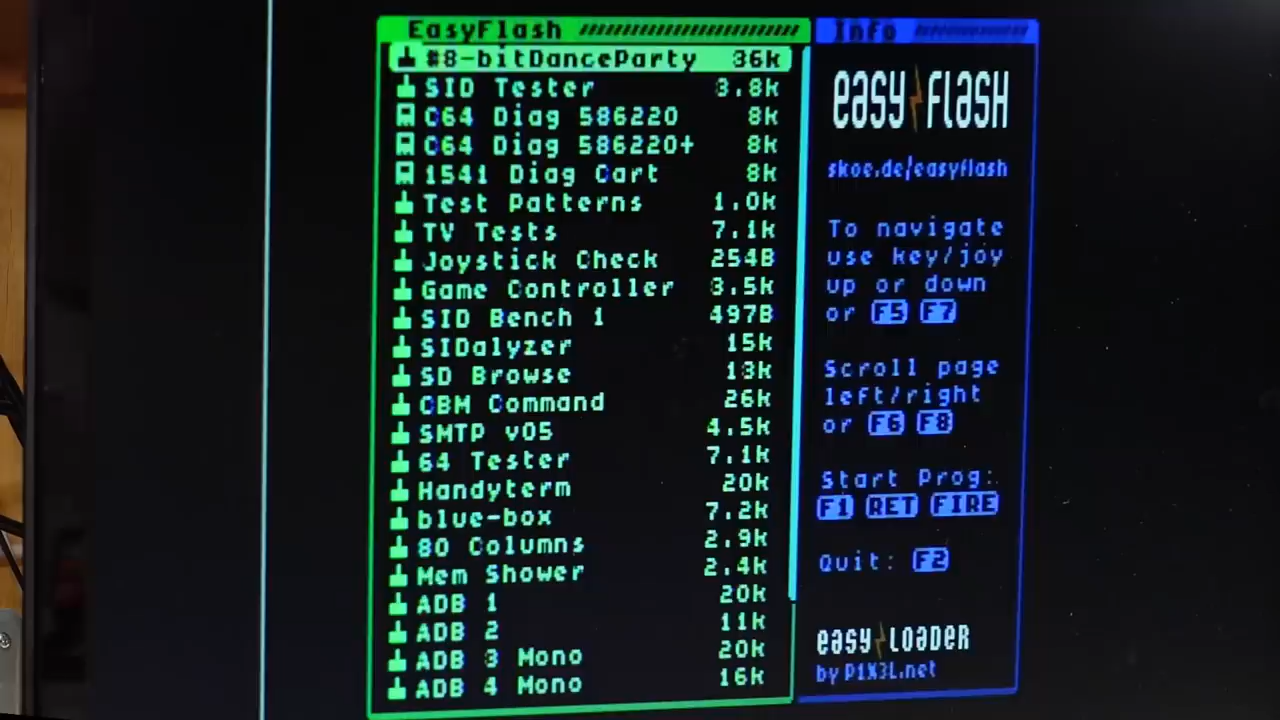 EasyFlash
#8-bitDanceParty 36k
SID Tester 3.8k
C64 Diag 586220 8k
C64 Diag 586220+ 8k
1541 Diag Cart 8k
Test Patterns 1.0k
TV Tests 7.1k
Joystick Check 254B
Game Controller 3.5k
SID Bench 1 497B
SIDalyzer 15k
SD Browse 13k
CBM Command 26k
SMTP v05 4.5k
64 Tester 7.1k
Handyterm 20k
blue-box 7.2k
80 Columns 2.9k
Mem Shower 2.4k
ADB 1 20k
ADB 2 11k
ADB 3 Mono 20k
ADB 4 Mono 16k
Info
easy FLASH
skoe.de/easyflash
To navigate
use key/joy
up or down
or F5 F7
Scroll page
left/right
or F6 F8
Start Prog:
F1 RET FIRE
Quit: F2
easy LOADER
by P1X3L.net